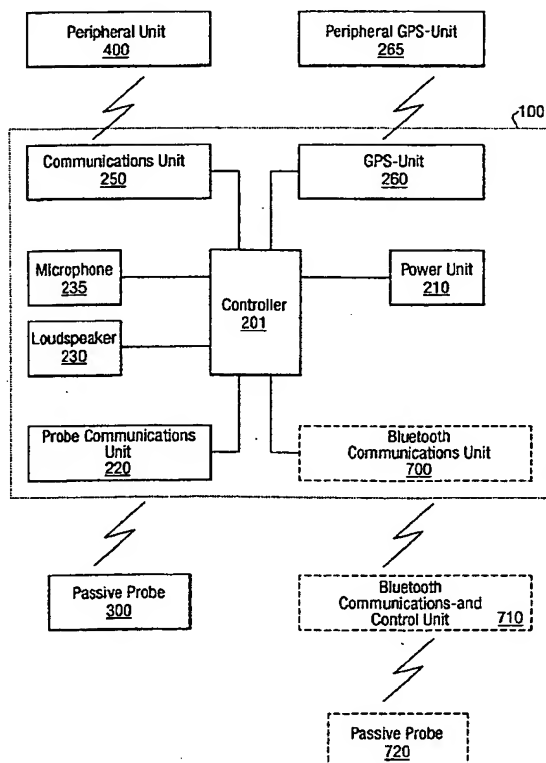 Peripheral Unit
400
Peripheral GPS-Unit
265
100
Communications Unit
250
GPS-Unit
260
Microphone
235
Controller
201
Power Unit
210
Loudspeaker
230
Probe Communications
Unit
220
Bluetooth
Communications Unit
700
Passive Probe
300
Bluetooth
Communications-and
Control Unit
710
Passive Probe
720